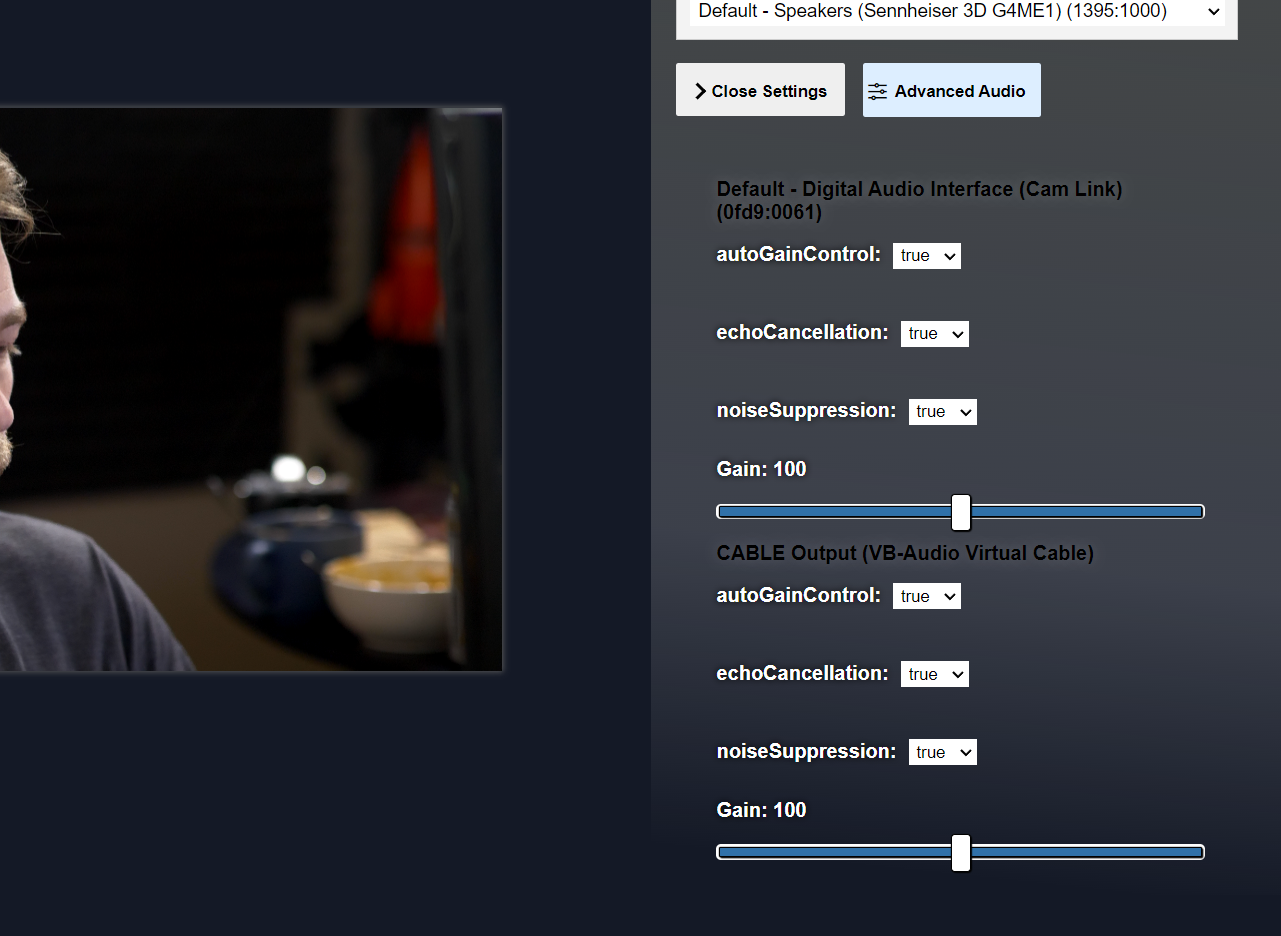 Default - Speakers (Sennheiser 3D G4ME1) (1395:1000)
Close Settings
Advanced Audio
Default - Digital Audio Interface (Cam Link)
(0fd9:0061)
autoGainControl: true
echoCancellation: true
noiseSuppression: true
Gain: 100
CABLE Output (VB-Audio Virtual Cable)
autoGainControl: true
echoCancellation: true
noiseSuppression: true
Gain: 100